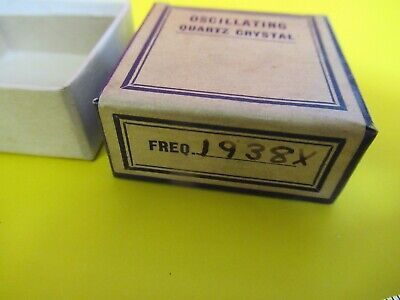 OSCILLATING
QUARTZ CRYSTAL
FREQ. 1938X